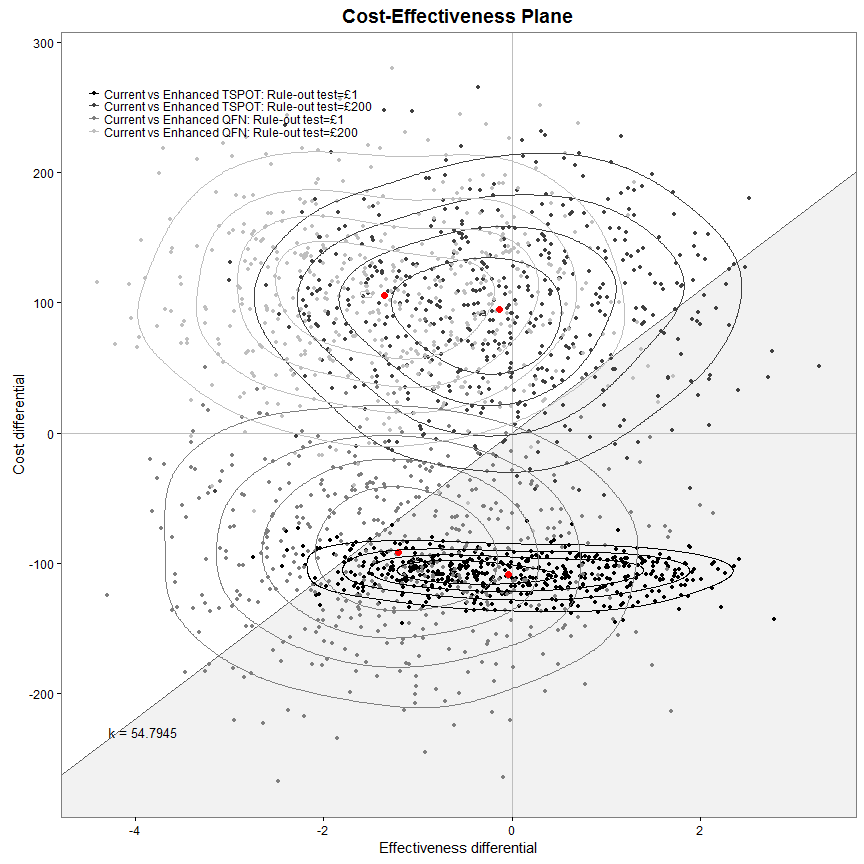 Cost-Effectiveness Plane
300
Current vs Enhanced TSPOT: Rule-out test=£1
Current vs Enhanced TSPOT: Rule-out test=£200
Current vs Enhanced QFN: Rule-out test=£1
Current vs Enhanced QFN: Rule-out test=£200
200
100
0
-100
-200
Cost differential
k = 54.7945
-4 -2 0 2
Effectiveness differential